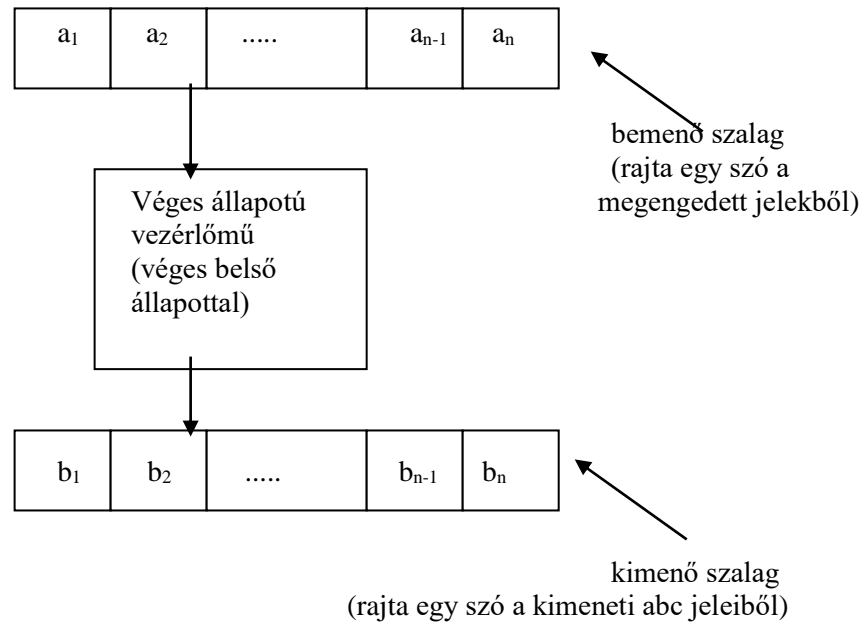 a₁ a₂ ..... aₙ₋₁ aₙ
bemenő szalag
(rajta egy szó a
megengedett jelekből)
Véges állapotú
vezérlőmű
(véges belső
állapottal)
b₁ b₂ ..... bₙ₋₁ bₙ
kimenő szalag
(rajta egy szó a kimeneti abc jeleiből)